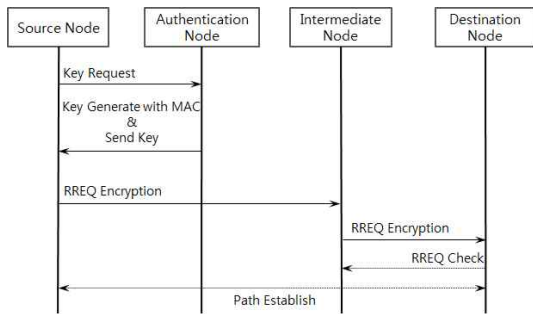 Source Node
Authentication
Node
Intermediate
Node
Destination
Node
Key Request
Key Generate with MAC
&
Send Key
RREQ Encryption
RREQ Encryption
RREQ Check
Path Establish